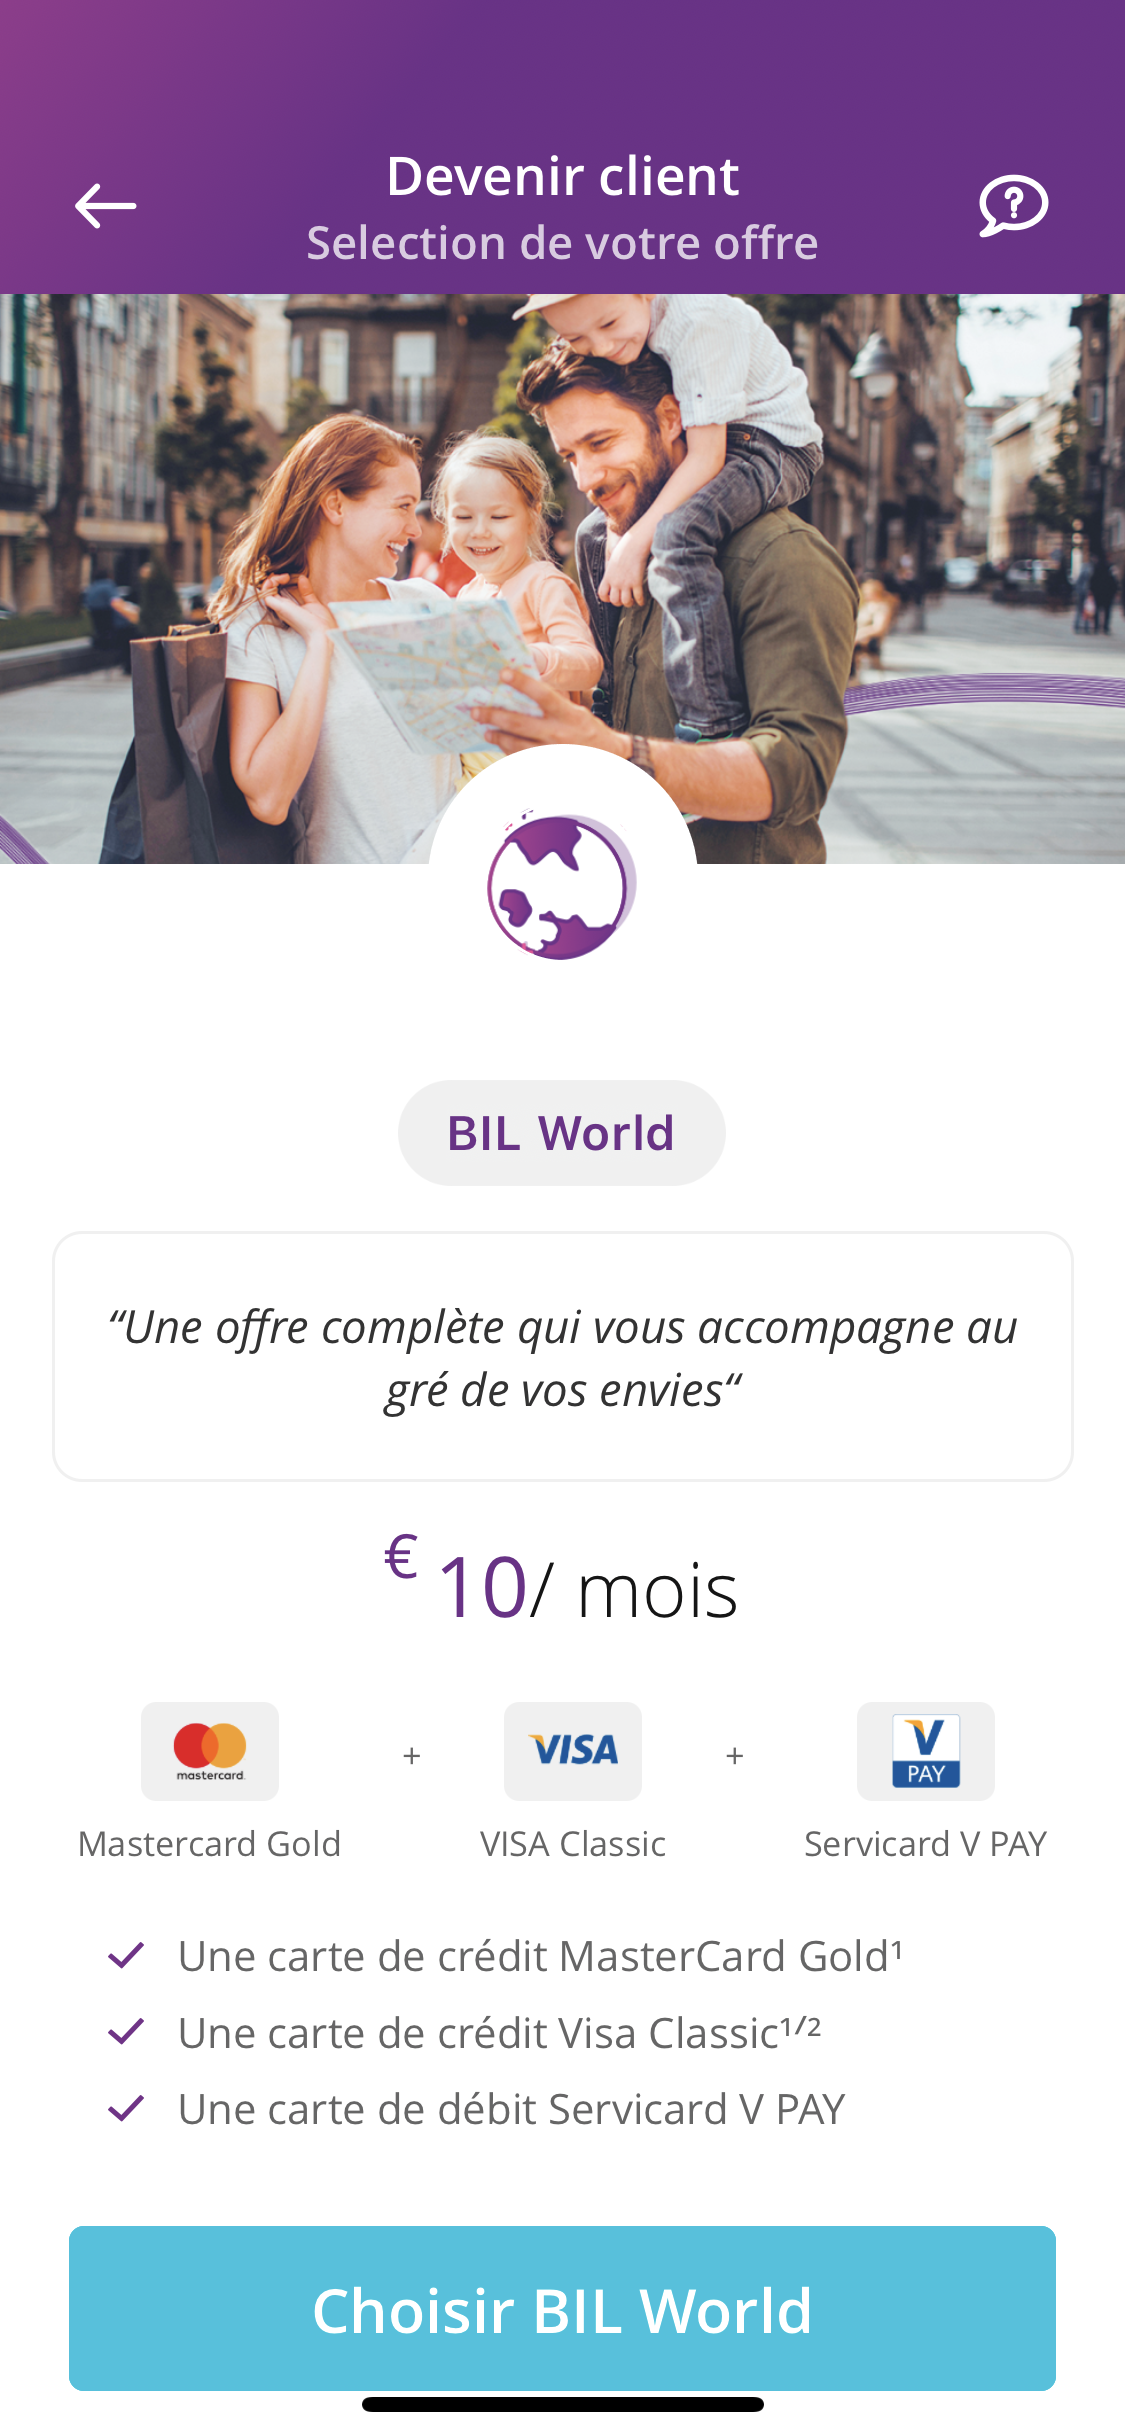 Devenir client
Selection de votre offre
BIL World
“Une offre complète qui vous accompagne au
gré de vos envies“
€ 10/ mois
mastercard.
+
VISA
+
V
PAY
Mastercard Gold
VISA Classic
Servicard V PAY
Une carte de crédit MasterCard Gold¹
Une carte de crédit Visa Classic¹ᐟ²
Une carte de débit Servicard V PAY
Choisir BIL World